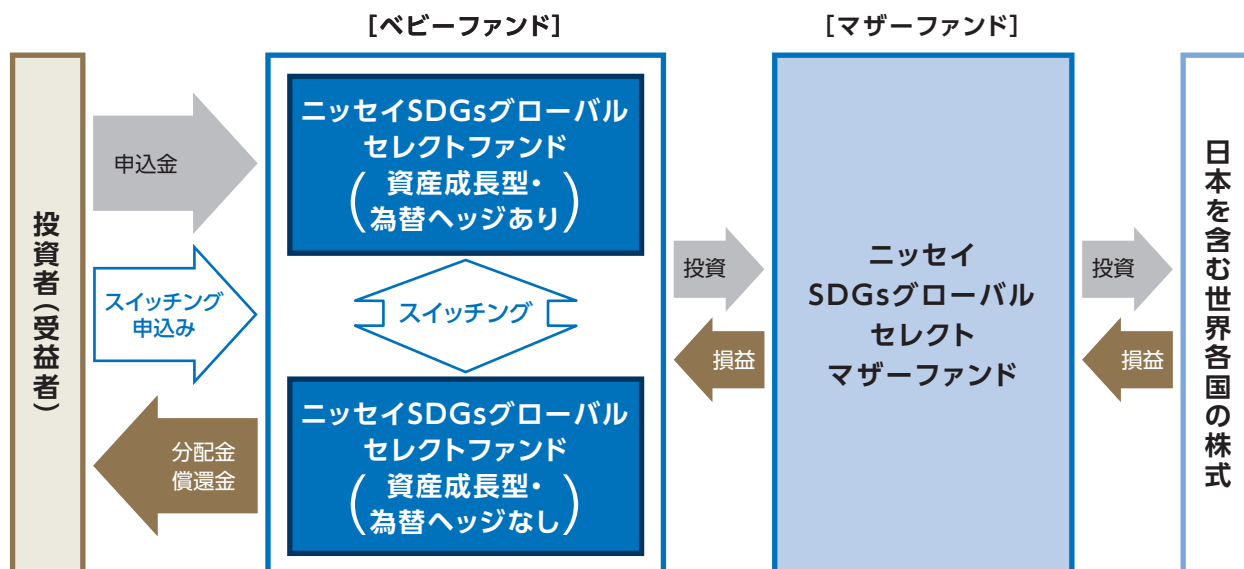 [ベビーファンド]
[マザーファンド]
投資者(受益者)
申込金
スイッチング
申込み
分配金
償還金
ニッセイSDGsグローバル
セレクトファンド
(資産成長型・
為替ヘッジあり)
スイッチング
ニッセイSDGsグローバル
セレクトファンド
(資産成長型・
為替ヘッジなし)
投資
損益
ニッセイ
SDGsグローバル
セレクト
マザーファンド
投資
損益
日本を含む世界各国の株式